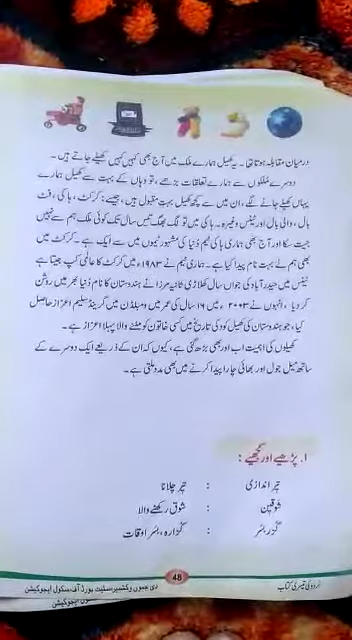 درمیان مقابلہ ہوتا تھا۔ یہ کھیل ہمارے ملک میں آج بھی کہیں کہیں کھیلے جاتے ہیں۔
دوسرے ملکوں سے ہمارے تعلقات بڑھے، تو وہاں کے بہت سے کھیل ہمارے
یہاں کھیلے جانے لگے، ان میں سے کچھ کھیل بہت مقبول ہیں، جیسے: کرکٹ، ہاکی، فٹ
بال، والی بال اور ٹینس وغیرہ۔ ہاکی میں تو لگ بھگ تیس سال تک کوئی ملک ہم سے نہیں
جیت سکا اور آج بھی ہماری ہاکی ٹیم دُنیا کی مشہور ٹیموں میں سے ایک ہے۔ کرکٹ میں
بھی ہم نے بہت نام پیدا کیا ہے۔ ہماری ٹیم نے ۱۹۸۳ء میں کرکٹ کا عالمی کپ جیتا ہے
ٹینس میں حیدرآباد کی جواں سال کھلاڑی ثانیہ مرزا نے ہندوستان کا نام دُنیا بھر میں روشن
کر دیا، انہوں نے ۲۰۰۳ء میں ۱۶ سال کی عمر میں ومبلڈن میں گرینڈ سلیم اعزاز حاصل
کیا، جو ہندوستان کی کھیل کود کی تاریخ میں کسی خاتون کو ملنے والا پہلا اعزاز ہے۔
کھیلوں کی اہمیت اب اور بھی بڑھ گئی ہے، کیوں کہ ان کے ذریعے ایک دوسرے کے
ساتھ میل جول اور بھائی چارا پیدا کرنے میں بھی مدد ملتی ہے۔
۱۔ پڑھیے اور سمجھیے:
تیر اندازی : تیر چلانا
شوقین : شوق رکھنے والا
گزر بسر : گزارہ، بسر اوقات
اُردو کی تیسری کتاب 48 دی جموں و کشمیر سٹیٹ بورڈ آف سکول ایجوکیشن